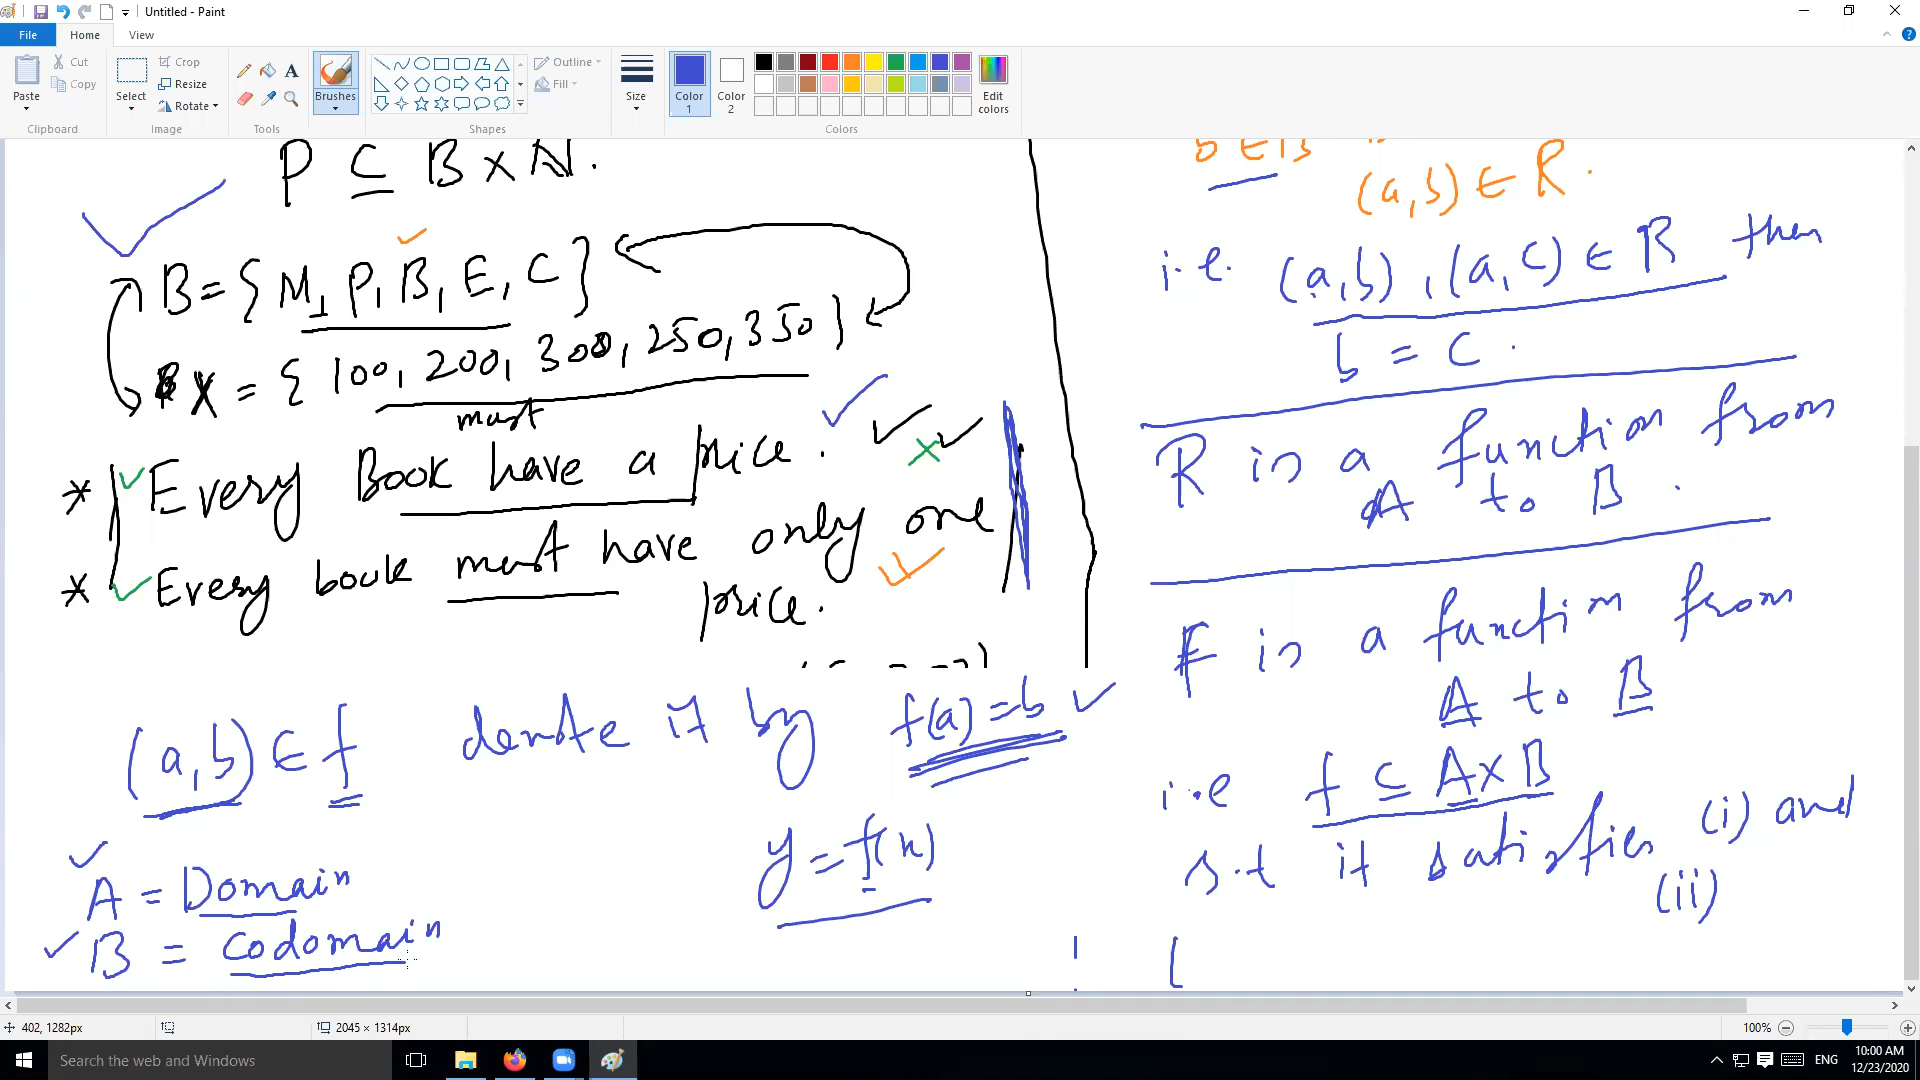 Untitled - Paint
File Home View
Paste Cut Copy Clipboard
Select Crop Resize Rotate Image
Tools
Brushes
Shapes Outline Fill
Size
Color 1 Color 2 Edit colors Colors
P ⊆ B × N.
B = { M, P, B, E, C }
X = { 100, 200, 300, 250, 350 }
must
* Every Book have a price.
* Every book must have only one
price.
(a,b) ∈ f denote it by f(a) = b
y = f(x)
A = Domain
B = codomain
b ∈ B
(a,b) ∈ R.
i.e. (a,b), (a,c) ∈ R then
b = c.
R is a function from
A to B.
F is a function from
A to B
i.e f ⊆ A×B
s.t it satisfies (i) and
(ii)
402, 1282px 2045 × 1314px 100%
Search the web and Windows
ENG 10:00 AM
12/23/2020